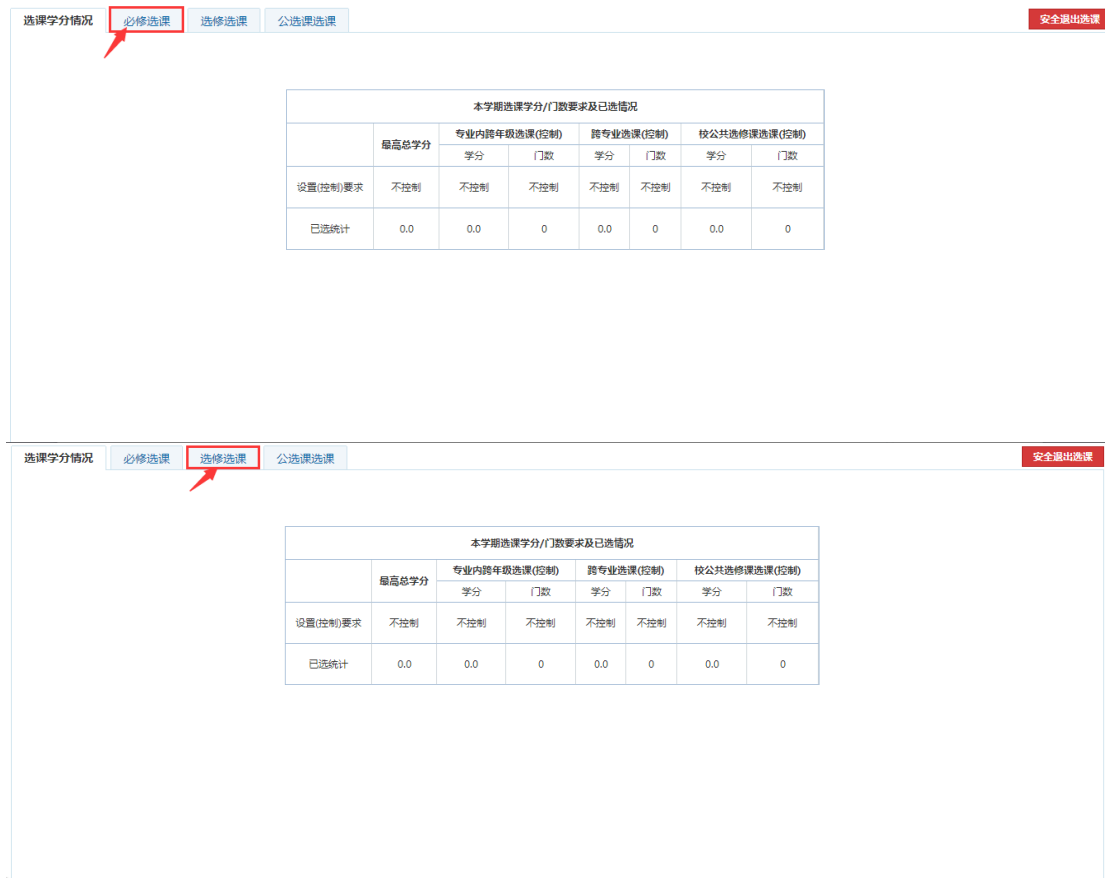 选课学分情况 必修选课 选修选课 公选课选课 安全退出选课
本学期选课学分/门数要求及已选情况
最高总学分 专业内跨年级选课(控制) 跨专业选课(控制) 校公共选修课选课(控制)
学分 门数 学分 门数 学分 门数
设置(控制)要求 不控制 不控制 不控制 不控制 不控制 不控制 不控制
已选统计 0.0 0.0 0 0.0 0 0.0 0
选课学分情况 必修选课 选修选课 公选课选课 安全退出选课
本学期选课学分/门数要求及已选情况
最高总学分 专业内跨年级选课(控制) 跨专业选课(控制) 校公共选修课选课(控制)
学分 门数 学分 门数 学分 门数
设置(控制)要求 不控制 不控制 不控制 不控制 不控制 不控制 不控制
已选统计 0.0 0.0 0 0.0 0 0.0 0